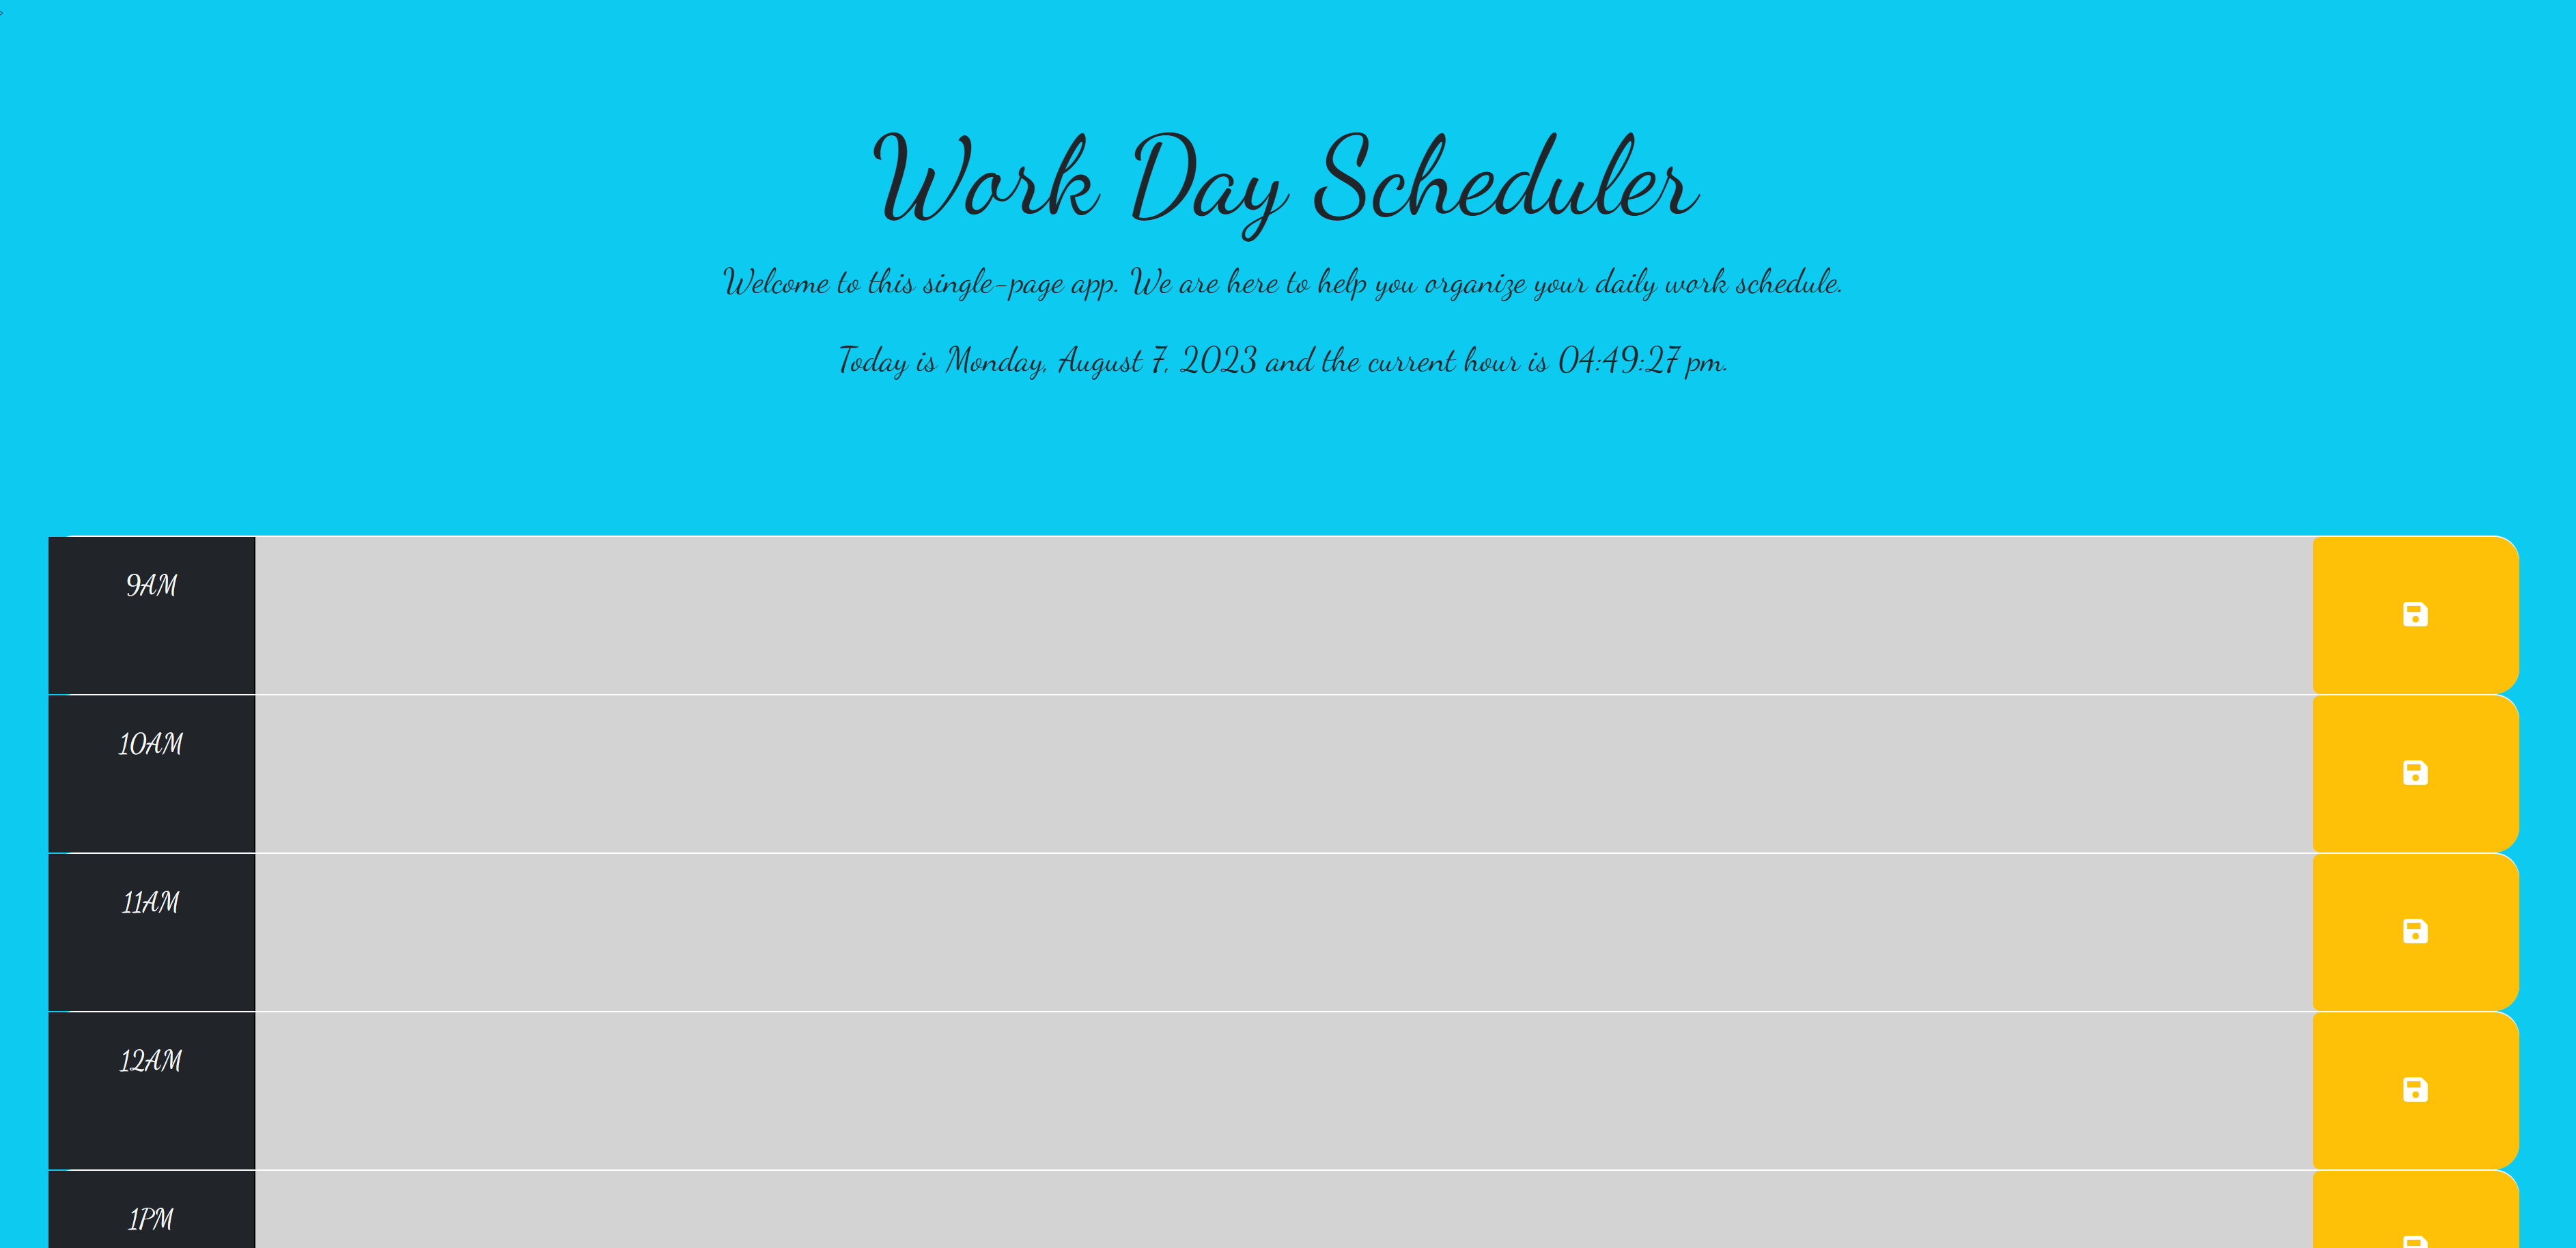 >
Work Day Scheduler
Welcome to this single-page app. We are here to help you organize your daily work schedule.
Today is Monday, August 7, 2023 and the current hour is 04:49:27 pm.
9AM
10AM
11AM
12AM
1PM